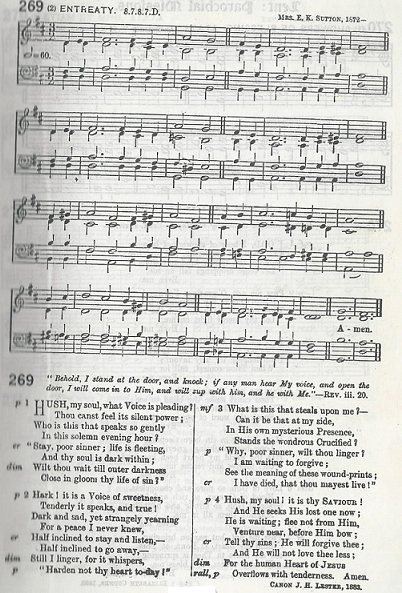 269 (2) ENTREATY. 8.7.8.7.D.
MRS. E. K. SUTTON, 1872—
=60.
A - men.
269 "Behold, I stand at the door, and knock; if any man hear My voice, and open the
door, I will come in to Him, and will sup with him, and he with Me."—REV. iii. 20.
p 1 HUSH, my soul, what Voice is pleading?
Thou canst feel its silent power;
Who is this that speaks so gently
In this solemn evening hour?
cr "Stay, poor sinner; life is fleeting,
And thy soul is dark within;
dim Wilt thou wait till outer darkness
Close in gloom thy life of sin?"
p 2 Hark! it is a Voice of sweetness,
Tenderly it speaks, and true!
Dark and sad, yet strangely yearning
For a peace I never knew,
cr Half inclined to stay and listen,—
Half inclined to go away,—
dim Still I linger, for it whispers,
p "Harden not thy heart to-day!"
mf 3 What is this that steals upon me?—
Can it be that at my side,
In His own mysterious Presence,
Stands the wondrous Crucified?
p "Why, poor sinner, wilt thou linger?
I am waiting to forgive;
See the meaning of these wound-prints;
cr I have died, that thou mayest live!"
p 4 Hush, my soul! it is thy SAVIOUR!
And He seeks His lost one now;
He is waiting; flee not from Him,
Venture near, before Him bow;
cr Tell thy sins; He will forgive thee;
And He will not love thee less;
dim For the human Heart of JESUS
rall, p Overflows with tenderness. Amen.
CANON J. H. LESTER, 1883.